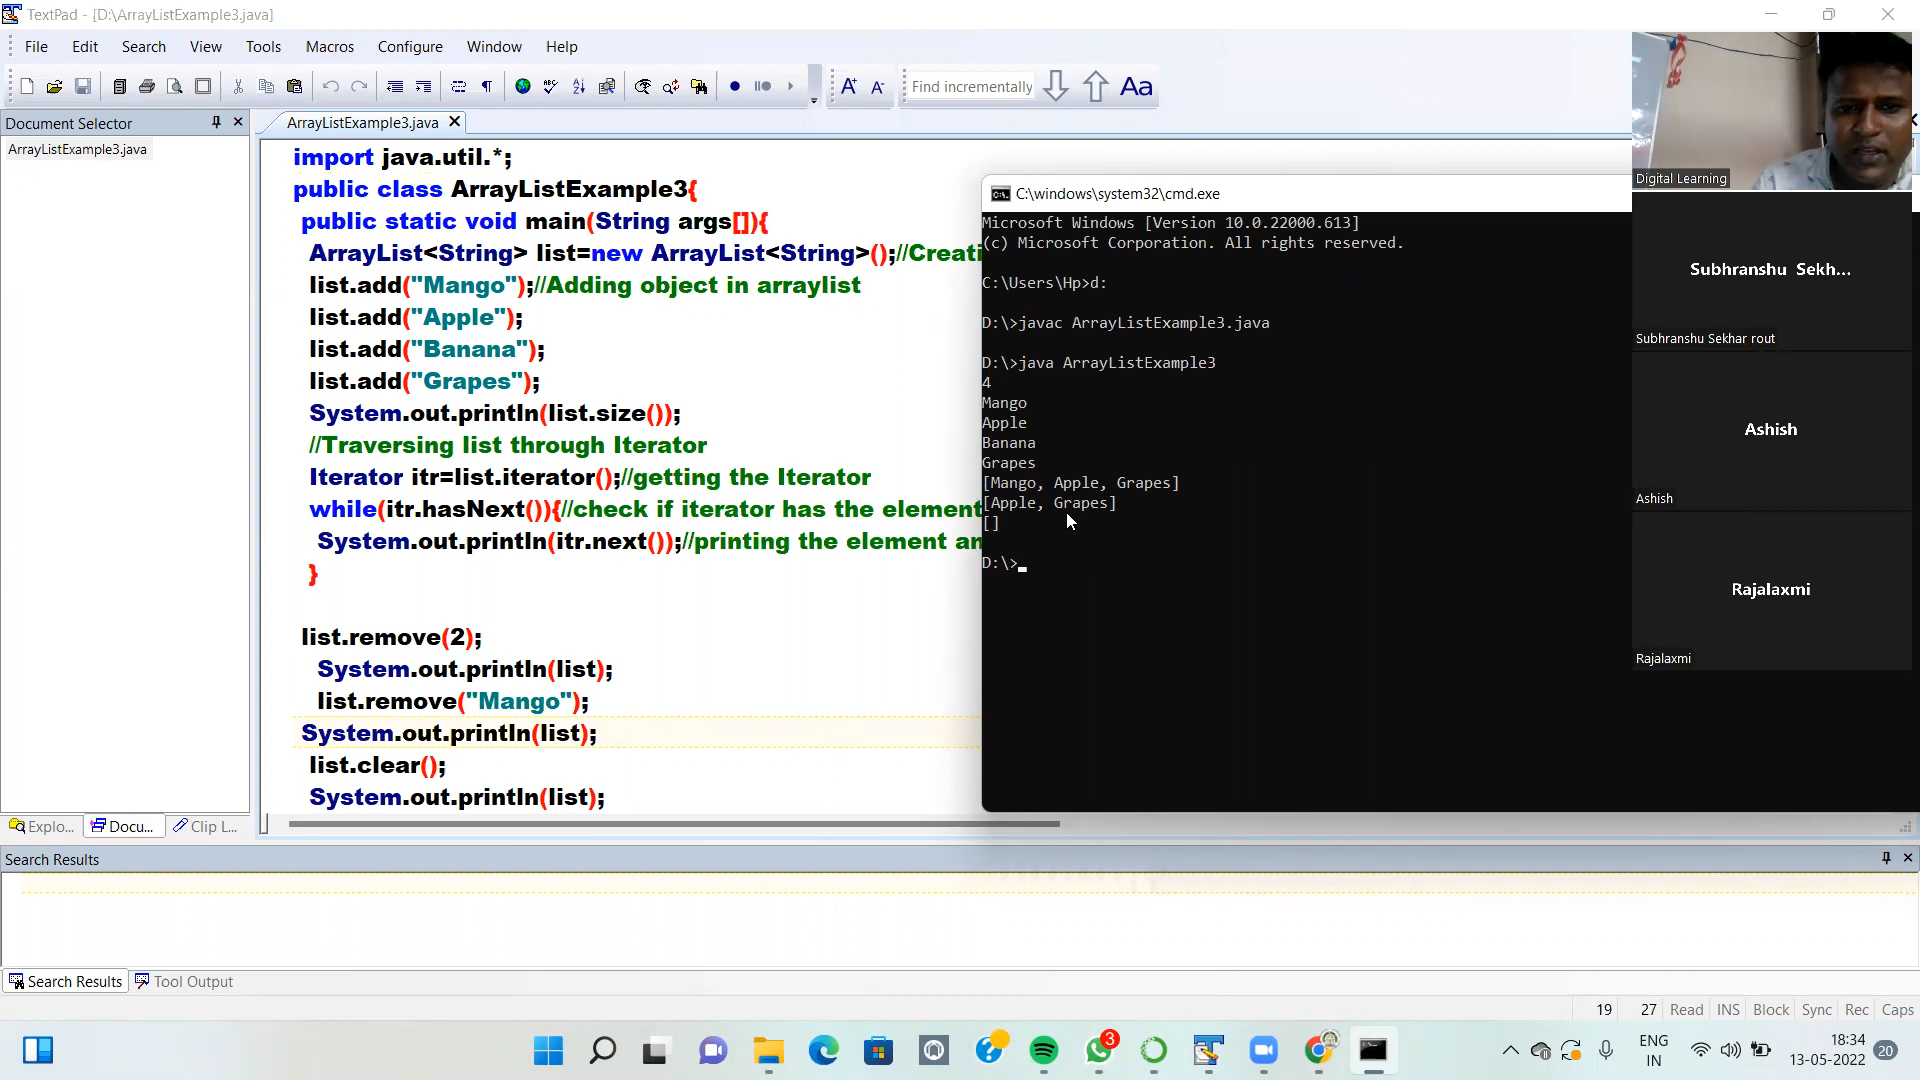 TextPad - [D:\ArrayListExample3.java]
File Edit Search View Tools Macros Configure Window Help
Find incrementally
Aa
Document Selector
ArrayListExample3.java
ArrayListExample3.java
import java.util.*;
public class ArrayListExample3{
public static void main(String args[]){
ArrayList<String> list=new ArrayList<String>();//Creati
list.add("Mango");//Adding object in arraylist
list.add("Apple");
list.add("Banana");
list.add("Grapes");
System.out.println(list.size());
//Traversing list through Iterator
Iterator itr=list.iterator();//getting the Iterator
while(itr.hasNext()){//check if iterator has the element
System.out.println(itr.next());//printing the element an
}
list.remove(2);
System.out.println(list);
list.remove("Mango");
System.out.println(list);
list.clear();
System.out.println(list);
C:\windows\system32\cmd.exe
Microsoft Windows [Version 10.0.22000.613]
(c) Microsoft Corporation. All rights reserved.
C:\Users\Hp>d:
D:\>javac ArrayListExample3.java
D:\>java ArrayListExample3
4
Mango
Apple
Banana
Grapes
[Mango, Apple, Grapes]
[Apple, Grapes]
[]
D:\>
Digital Learning
Subhranshu Sekh...
Subhranshu Sekhar rout
Ashish
Ashish
Rajalaxmi
Rajalaxmi
Explo... Docu... Clip L...
Search Results
Search Results Tool Output
19 27 Read INS Block Sync Rec Caps
3
ENG
IN
18:34
13-05-2022
20